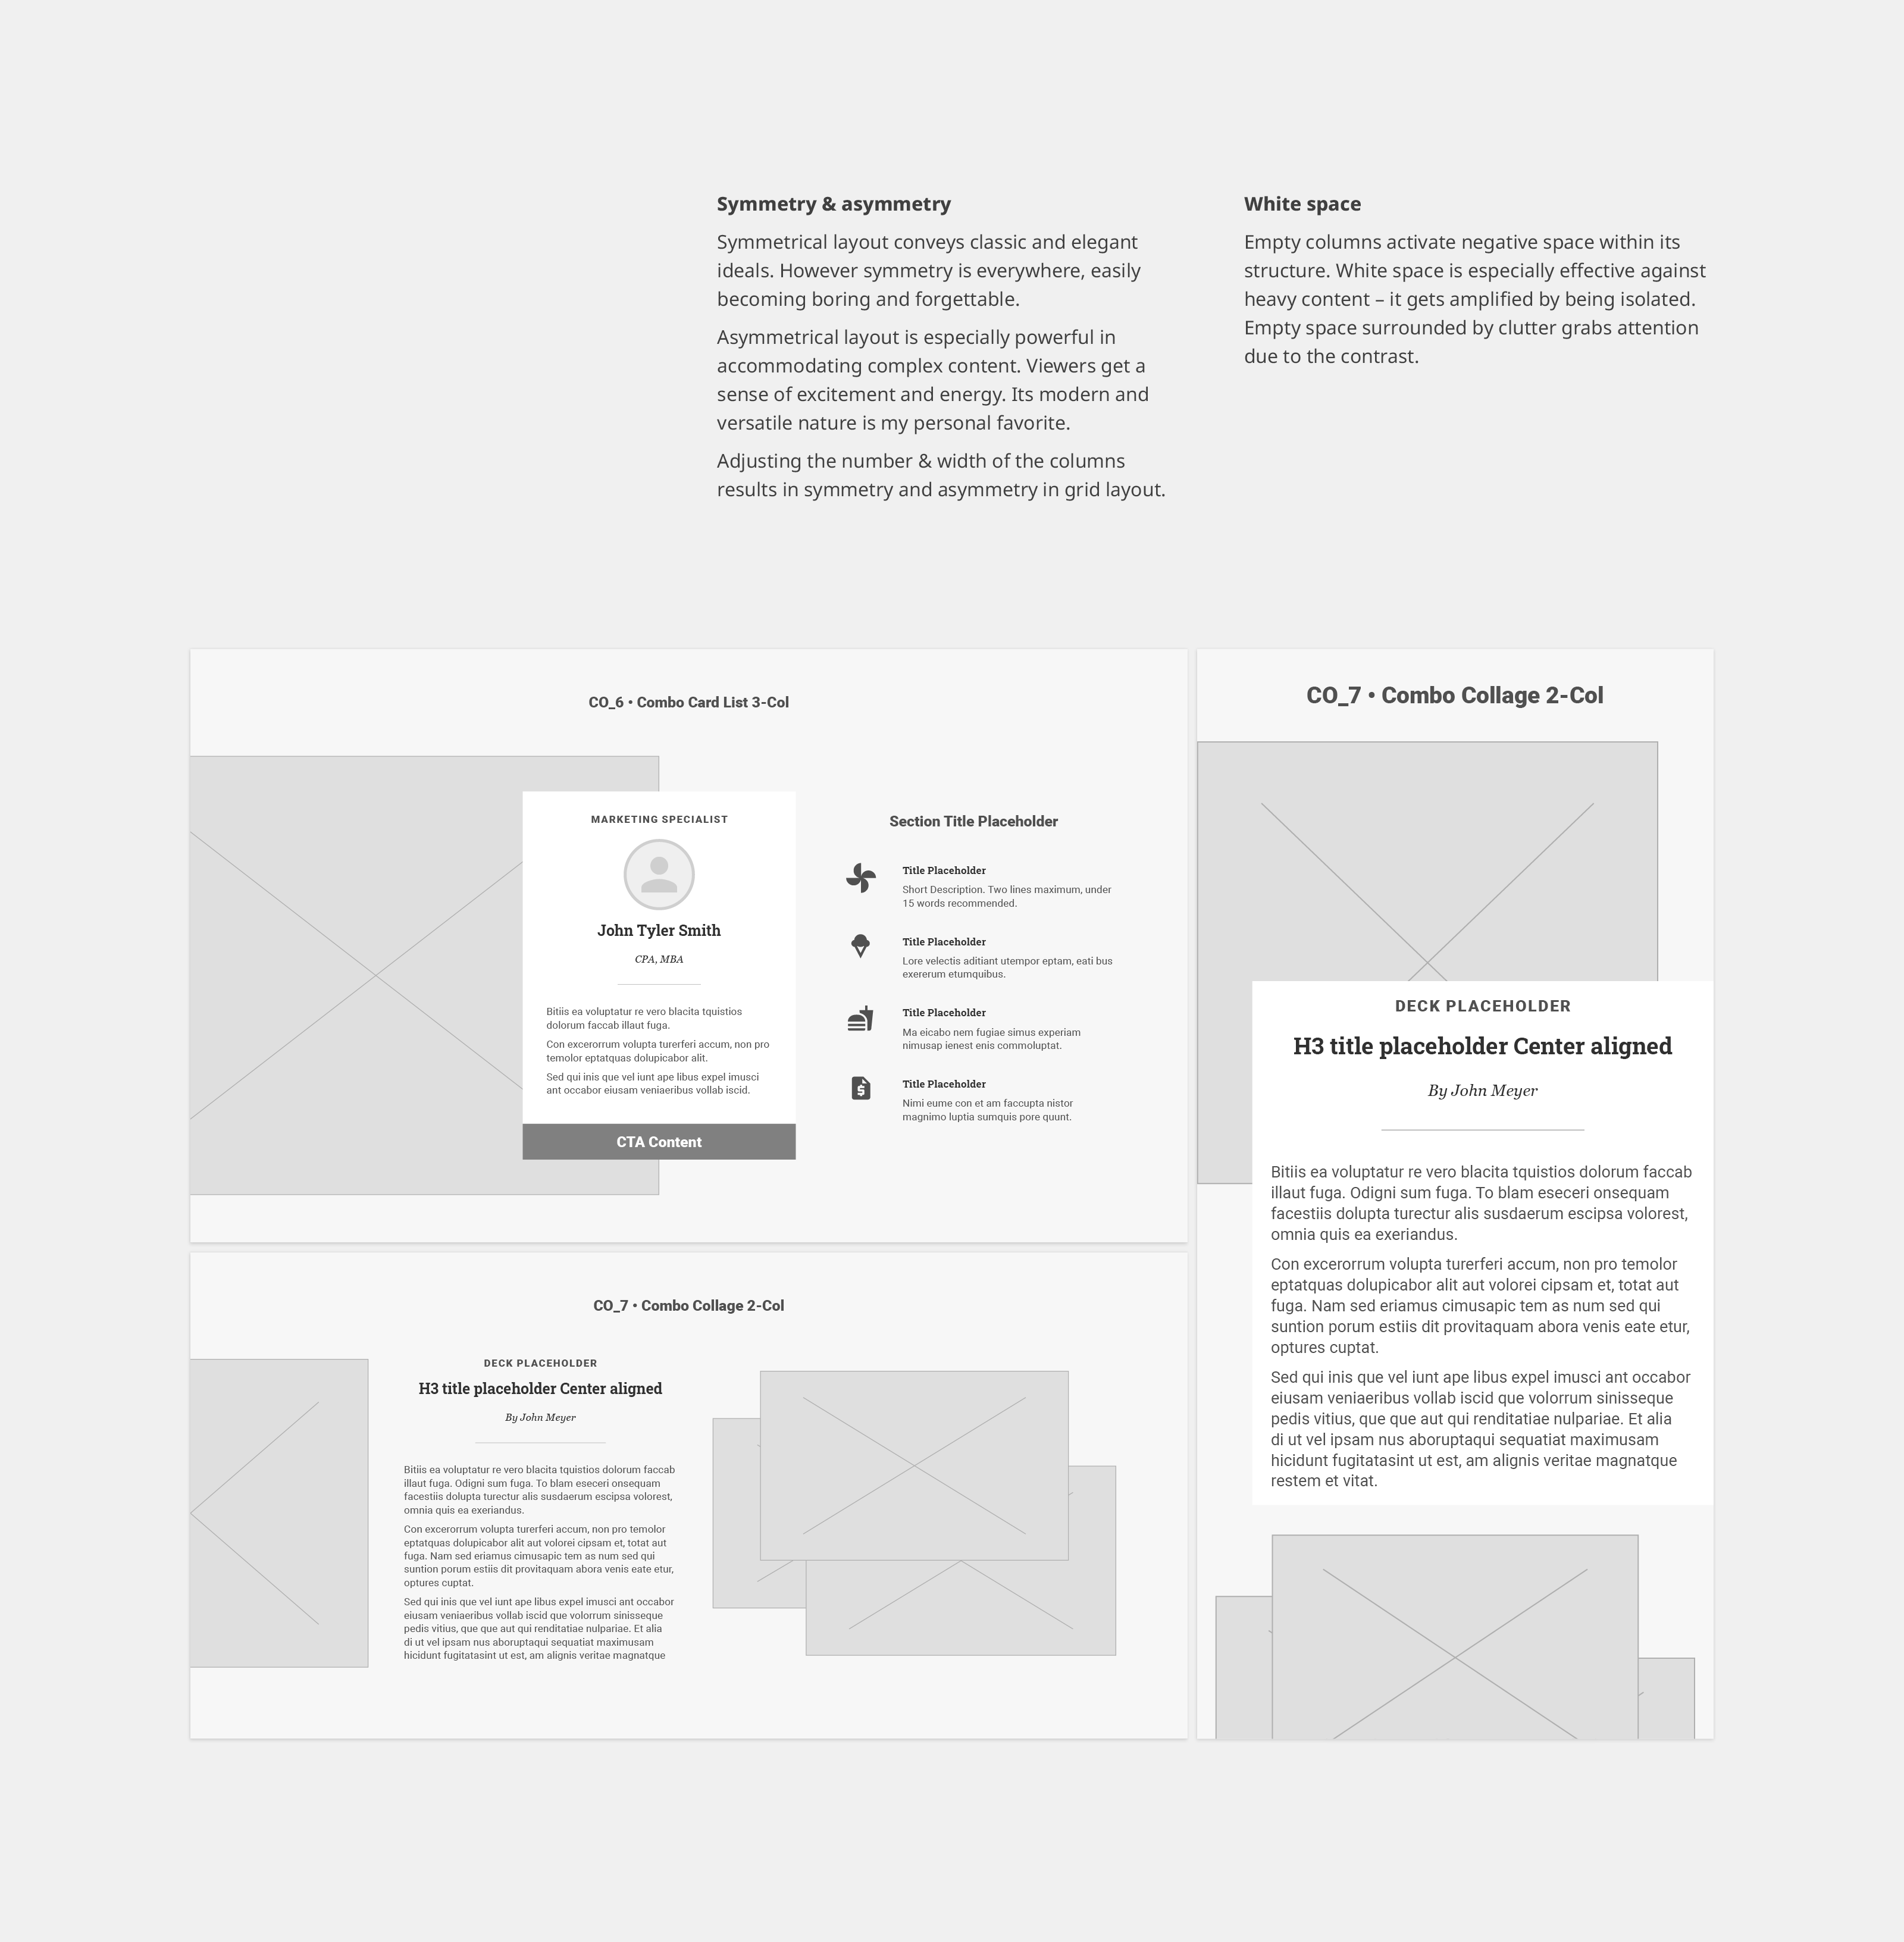 Symmetry & asymmetry
Symmetrical layout conveys classic and elegant
ideals. However symmetry is everywhere, easily
becoming boring and forgettable.
Asymmetrical layout is especially powerful in
accommodating complex content. Viewers get a
sense of excitement and energy. Its modern and
versatile nature is my personal favorite.
Adjusting the number & width of the columns
results in symmetry and asymmetry in grid layout.
White space
Empty columns activate negative space within its
structure. White space is especially effective against
heavy content – it gets amplified by being isolated.
Empty space surrounded by clutter grabs attention
due to the contrast.
CO_6 • Combo Card List 3-Col
MARKETING SPECIALIST
John Tyler Smith
CPA, MBA
Bitiis ea voluptatur re vero blacita tquistios
dolorum faccab illaut fuga.
Con excerorrum volupta turerferi accum, non pro
temolor eptatquas dolupicabor alit.
Sed qui inis que vel iunt ape libus expel imusci
ant occabor eiusam veniaeribus vollab iscid.
CTA Content
Section Title Placeholder
Title Placeholder
Short Description. Two lines maximum, under
15 words recommended.
Title Placeholder
Lore velectis aditiant utempor eptam, eati bus
exererum etumquibus.
Title Placeholder
Ma eicabo nem fugiae simus experiam
nimusap ienest enis commoluptat.
Title Placeholder
Nimi eume con et am faccupta nistor
magnimo luptia sumquis pore quunt.
CO_7 • Combo Collage 2-Col
DECK PLACEHOLDER
H3 title placeholder Center aligned
By John Meyer
Bitiis ea voluptatur re vero blacita tquistios dolorum faccab
illaut fuga. Odigni sum fuga. To blam eseceri onsequam
facestiis dolupta turectur alis susdaerum escipsa volorest,
omnia quis ea exeriandus.
Con excerorrum volupta turerferi accum, non pro temolor
eptatquas dolupicabor alit aut volorei cipsam et, totat aut
fuga. Nam sed eriamus cimusapic tem as num sed qui
suntion porum estiis dit provitaquam abora venis eate etur,
optures cuptat.
Sed qui inis que vel iunt ape libus expel imusci ant occabor
eiusam veniaeribus vollab iscid que volorrum sinisseque
pedis vitius, que que aut qui renditatiae nulpariae. Et alia
di ut vel ipsam nus aboruptaqui sequatiat maximusam
hicidunt fugitatasint ut est, am alignis veritae magnatque
CO_7 • Combo Collage 2-Col
DECK PLACEHOLDER
H3 title placeholder Center aligned
By John Meyer
Bitiis ea voluptatur re vero blacita tquistios dolorum faccab
illaut fuga. Odigni sum fuga. To blam eseceri onsequam
facestiis dolupta turectur alis susdaerum escipsa volorest,
omnia quis ea exeriandus.
Con excerorrum volupta turerferi accum, non pro temolor
eptatquas dolupicabor alit aut volorei cipsam et, totat aut
fuga. Nam sed eriamus cimusapic tem as num sed qui
suntion porum estiis dit provitaquam abora venis eate etur,
optures cuptat.
Sed qui inis que vel iunt ape libus expel imusci ant occabor
eiusam veniaeribus vollab iscid que volorrum sinisseque
pedis vitius, que que aut qui renditatiae nulpariae. Et alia
di ut vel ipsam nus aboruptaqui sequatiat maximusam
hicidunt fugitatasint ut est, am alignis veritae magnatque
restem et vitat.